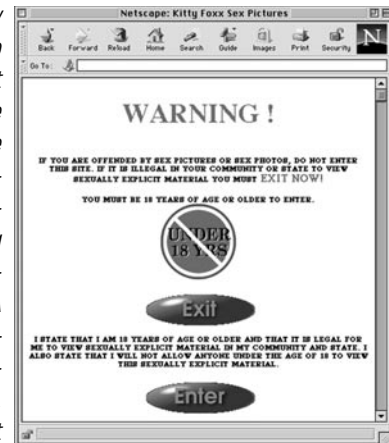 Netscape: Kitty Foxx Sex Pictures
Back Forward Reload Home Search Guide Images Print Security N
Go To:
WARNING !
IF YOU ARE OFFENDED BY SEX PICTURES OR SEX PHOTOS, DO NOT ENTER
THIS SITE. IF IT IS ILLEGAL IN YOUR COMMUNITY OR STATE TO VIEW
SEXUALLY EXPLICIT MATERIAL YOU MUST EXIT NOW!
YOU MUST BE 18 YEARS OF AGE OR OLDER TO ENTER.
UNDER
18 YRS
Exit
I STATE THAT I AM 18 YEARS OF AGE OR OLDER AND THAT IT IS LEGAL FOR
ME TO VIEW SEXUALLY EXPLICIT MATERIAL IN MY COMMUNITY AND STATE. I
ALSO STATE THAT I WILL NOT ALLOW ANYONE UNDER THE AGE OF 18 TO VIEW
THIS SEXUALLY EXPLICIT MATERIAL.
Enter